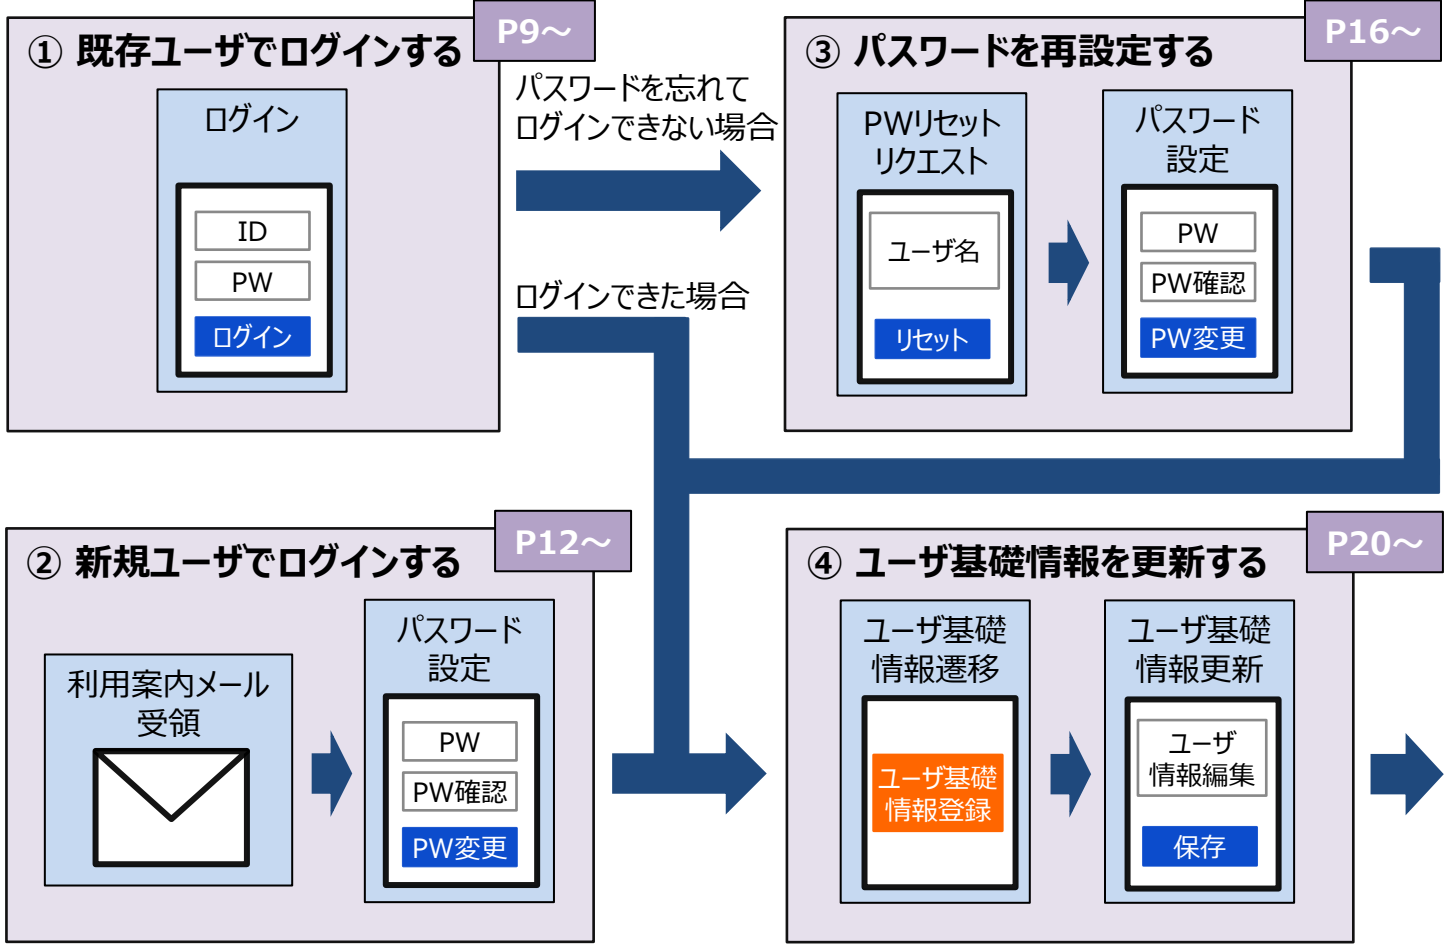 ① 既存ユーザでログインする
P9～
ログイン
ID
PW
ログイン
パスワードを忘れて
ログインできない場合
ログインできた場合
③ パスワードを再設定する
P16～
PWリセット
リクエスト
ユーザ名
リセット
パスワード
設定
PW
PW確認
PW変更
② 新規ユーザでログインする
P12～
利用案内メール
受領
パスワード
設定
PW
PW確認
PW変更
④ ユーザ基礎情報を更新する
P20～
ユーザ基礎
情報遷移
ユーザ基礎
情報登録
ユーザ基礎
情報更新
ユーザ
情報編集
保存